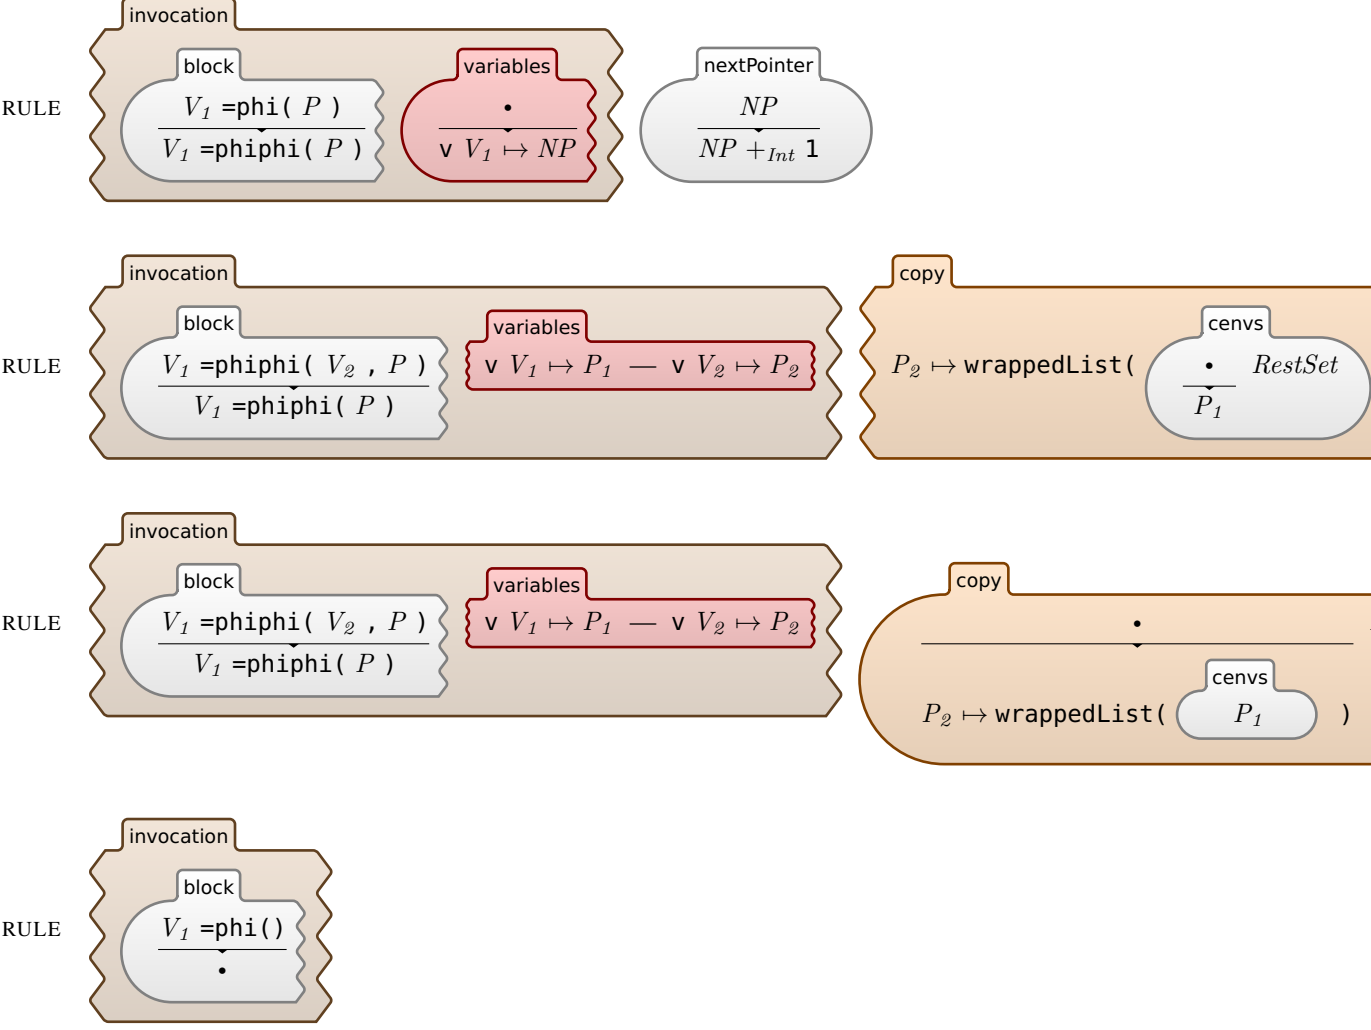 invocation
block variables nextPointer
RULE V1 =phi( P ) • NP
V1 =phiphi( P ) v V1 ↦ NP NP +Int 1
invocation copy
block variables cenvs
RULE V1 =phiphi( V2 , P ) v V1 ↦ P1 — v V2 ↦ P2 P2 ↦ wrappedList( • RestSet
V1 =phiphi( P ) P1
invocation
block variables copy
RULE V1 =phiphi( V2 , P ) v V1 ↦ P1 — v V2 ↦ P2 •
V1 =phiphi( P )
cenvs
P2 ↦ wrappedList( P1 )
invocation
block
RULE V1 =phi()
•